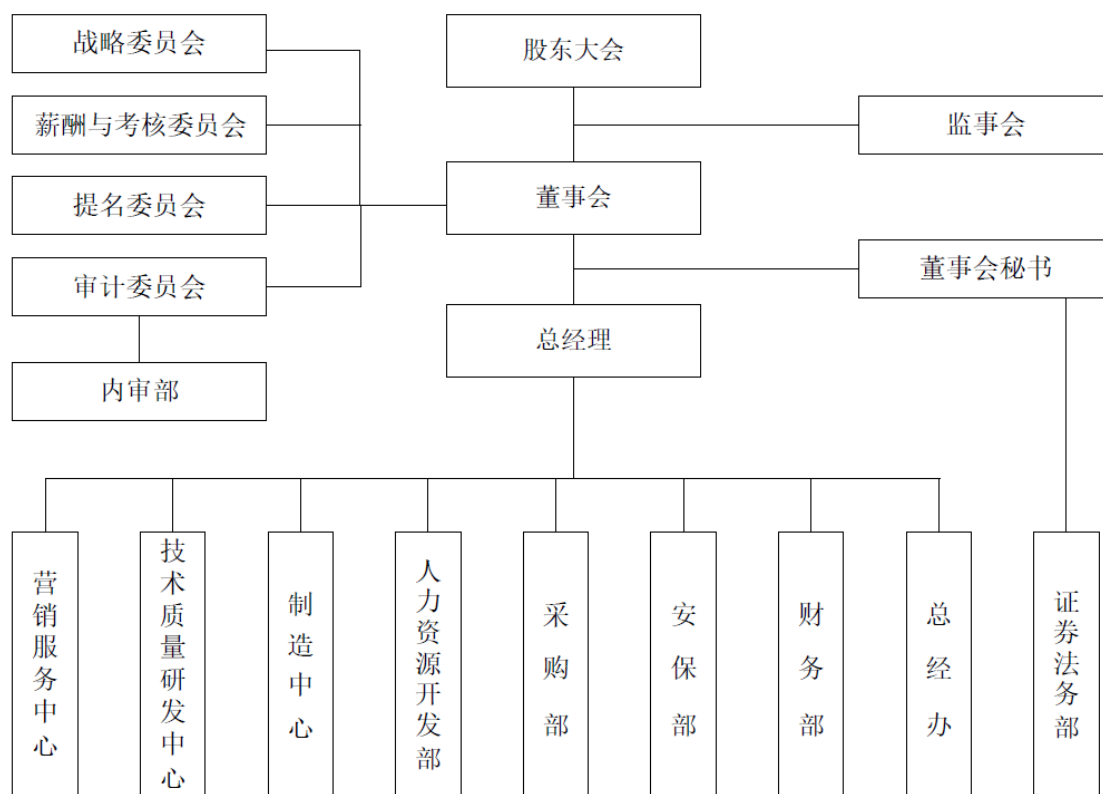 战略委员会
股东大会
薪酬与考核委员会
监事会
提名委员会
董事会
审计委员会
董事会秘书
总经理
内审部
营销服务中心
技术质量研发中心
制造中心
人力资源开发部
采购部
安保部
财务部
总经办
证券法务部